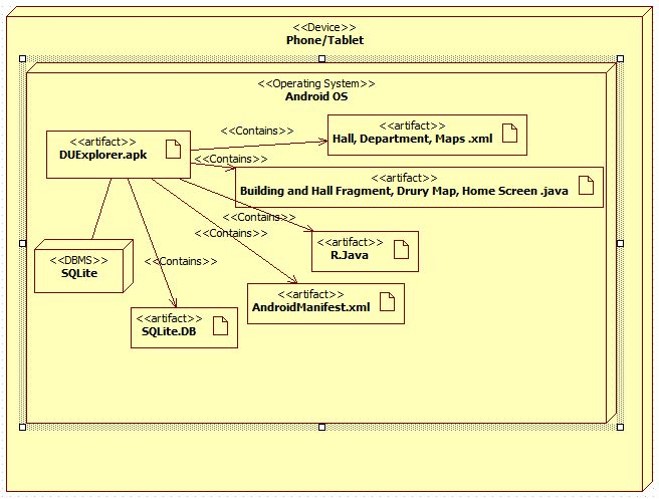 <<Device>>
Phone/Tablet
<<Operating System>>
Android OS
<<artifact>>
DUExplorer.apk
<<Contains>>
<<artifact>>
Hall, Department, Maps .xml
<<Contains>>
<<artifact>>
Building and Hall Fragment, Drury Map, Home Screen .java
<<Contains>>
<<Contains>>
<<artifact>>
R.Java
<<DBMS>>
SQLite
<<Contains>>
<<artifact>>
AndroidManifest.xml
<<artifact>>
SQLite.DB